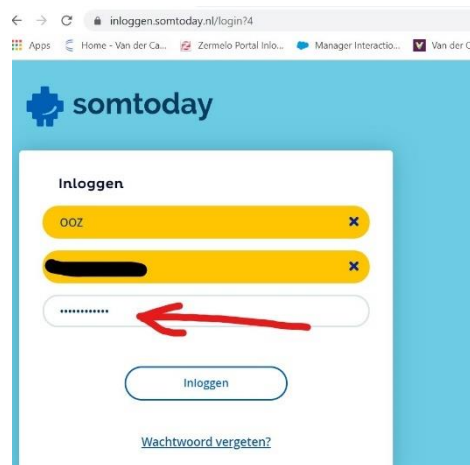 inloggen.somtoday.nl/login?4
Apps Home - Van der Ca... Zermelo Portal Inlo... Manager Interactio... Van der
somtoday
Inloggen
ooz
Inloggen
Wachtwoord vergeten?